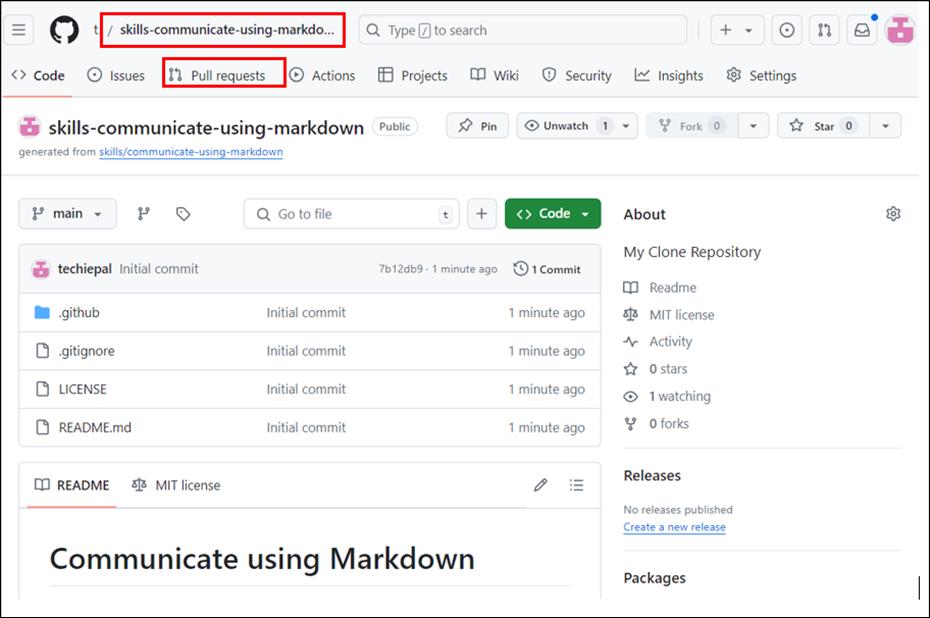 t. / skills-communicate-using-markdo... Type / to search
Code Issues Pull requests Actions Projects Wiki Security Insights Settings
skills-communicate-using-markdown Public Pin Unwatch 1 Fork 0 Star 0
generated from skills/communicate-using-markdown
main Go to file t + Code
techiepal Initial commit 7b12db9 · 1 minute ago 1 Commit
.github Initial commit 1 minute ago
.gitignore Initial commit 1 minute ago
LICENSE Initial commit 1 minute ago
README.md Initial commit 1 minute ago
README MIT license
Communicate using Markdown
About
My Clone Repository
Readme
MIT license
Activity
0 stars
1 watching
0 forks
Releases
No releases published
Create a new release
Packages